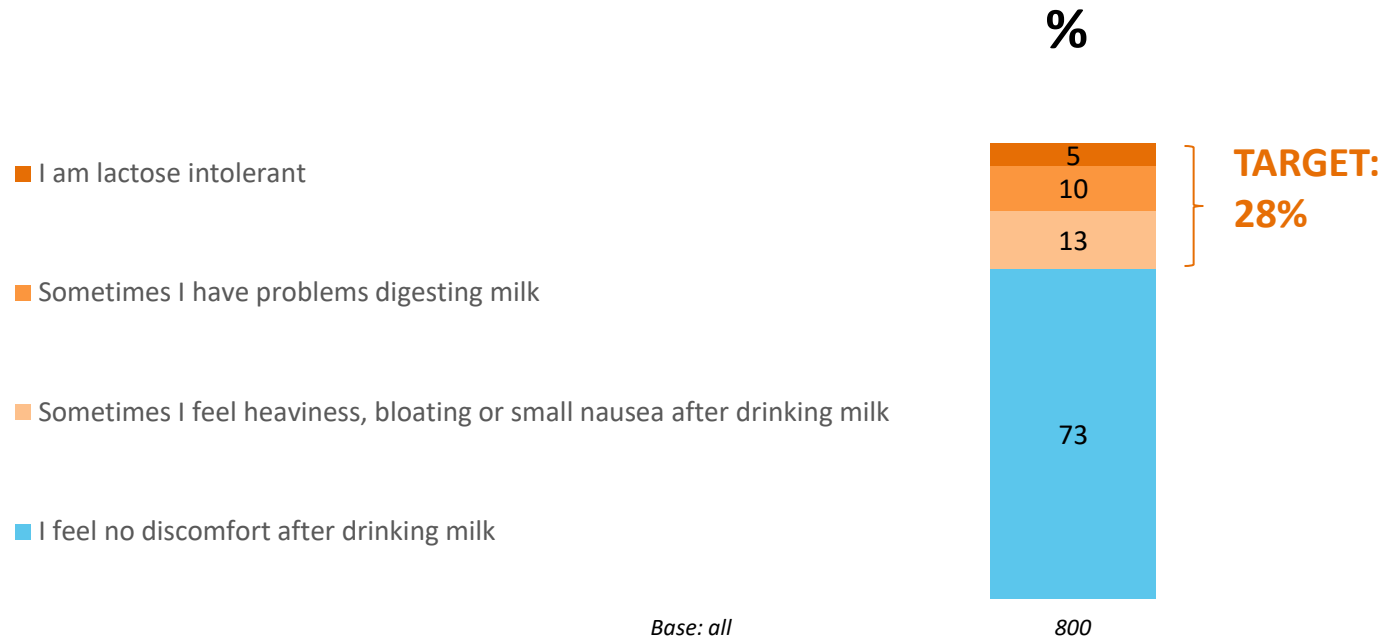 %
I am lactose intolerant
5
TARGET:
28%
10
13
Sometimes I have problems digesting milk
Sometimes I feel heaviness, bloating or small nausea after drinking milk
73
I feel no discomfort after drinking milk
Base: all
800